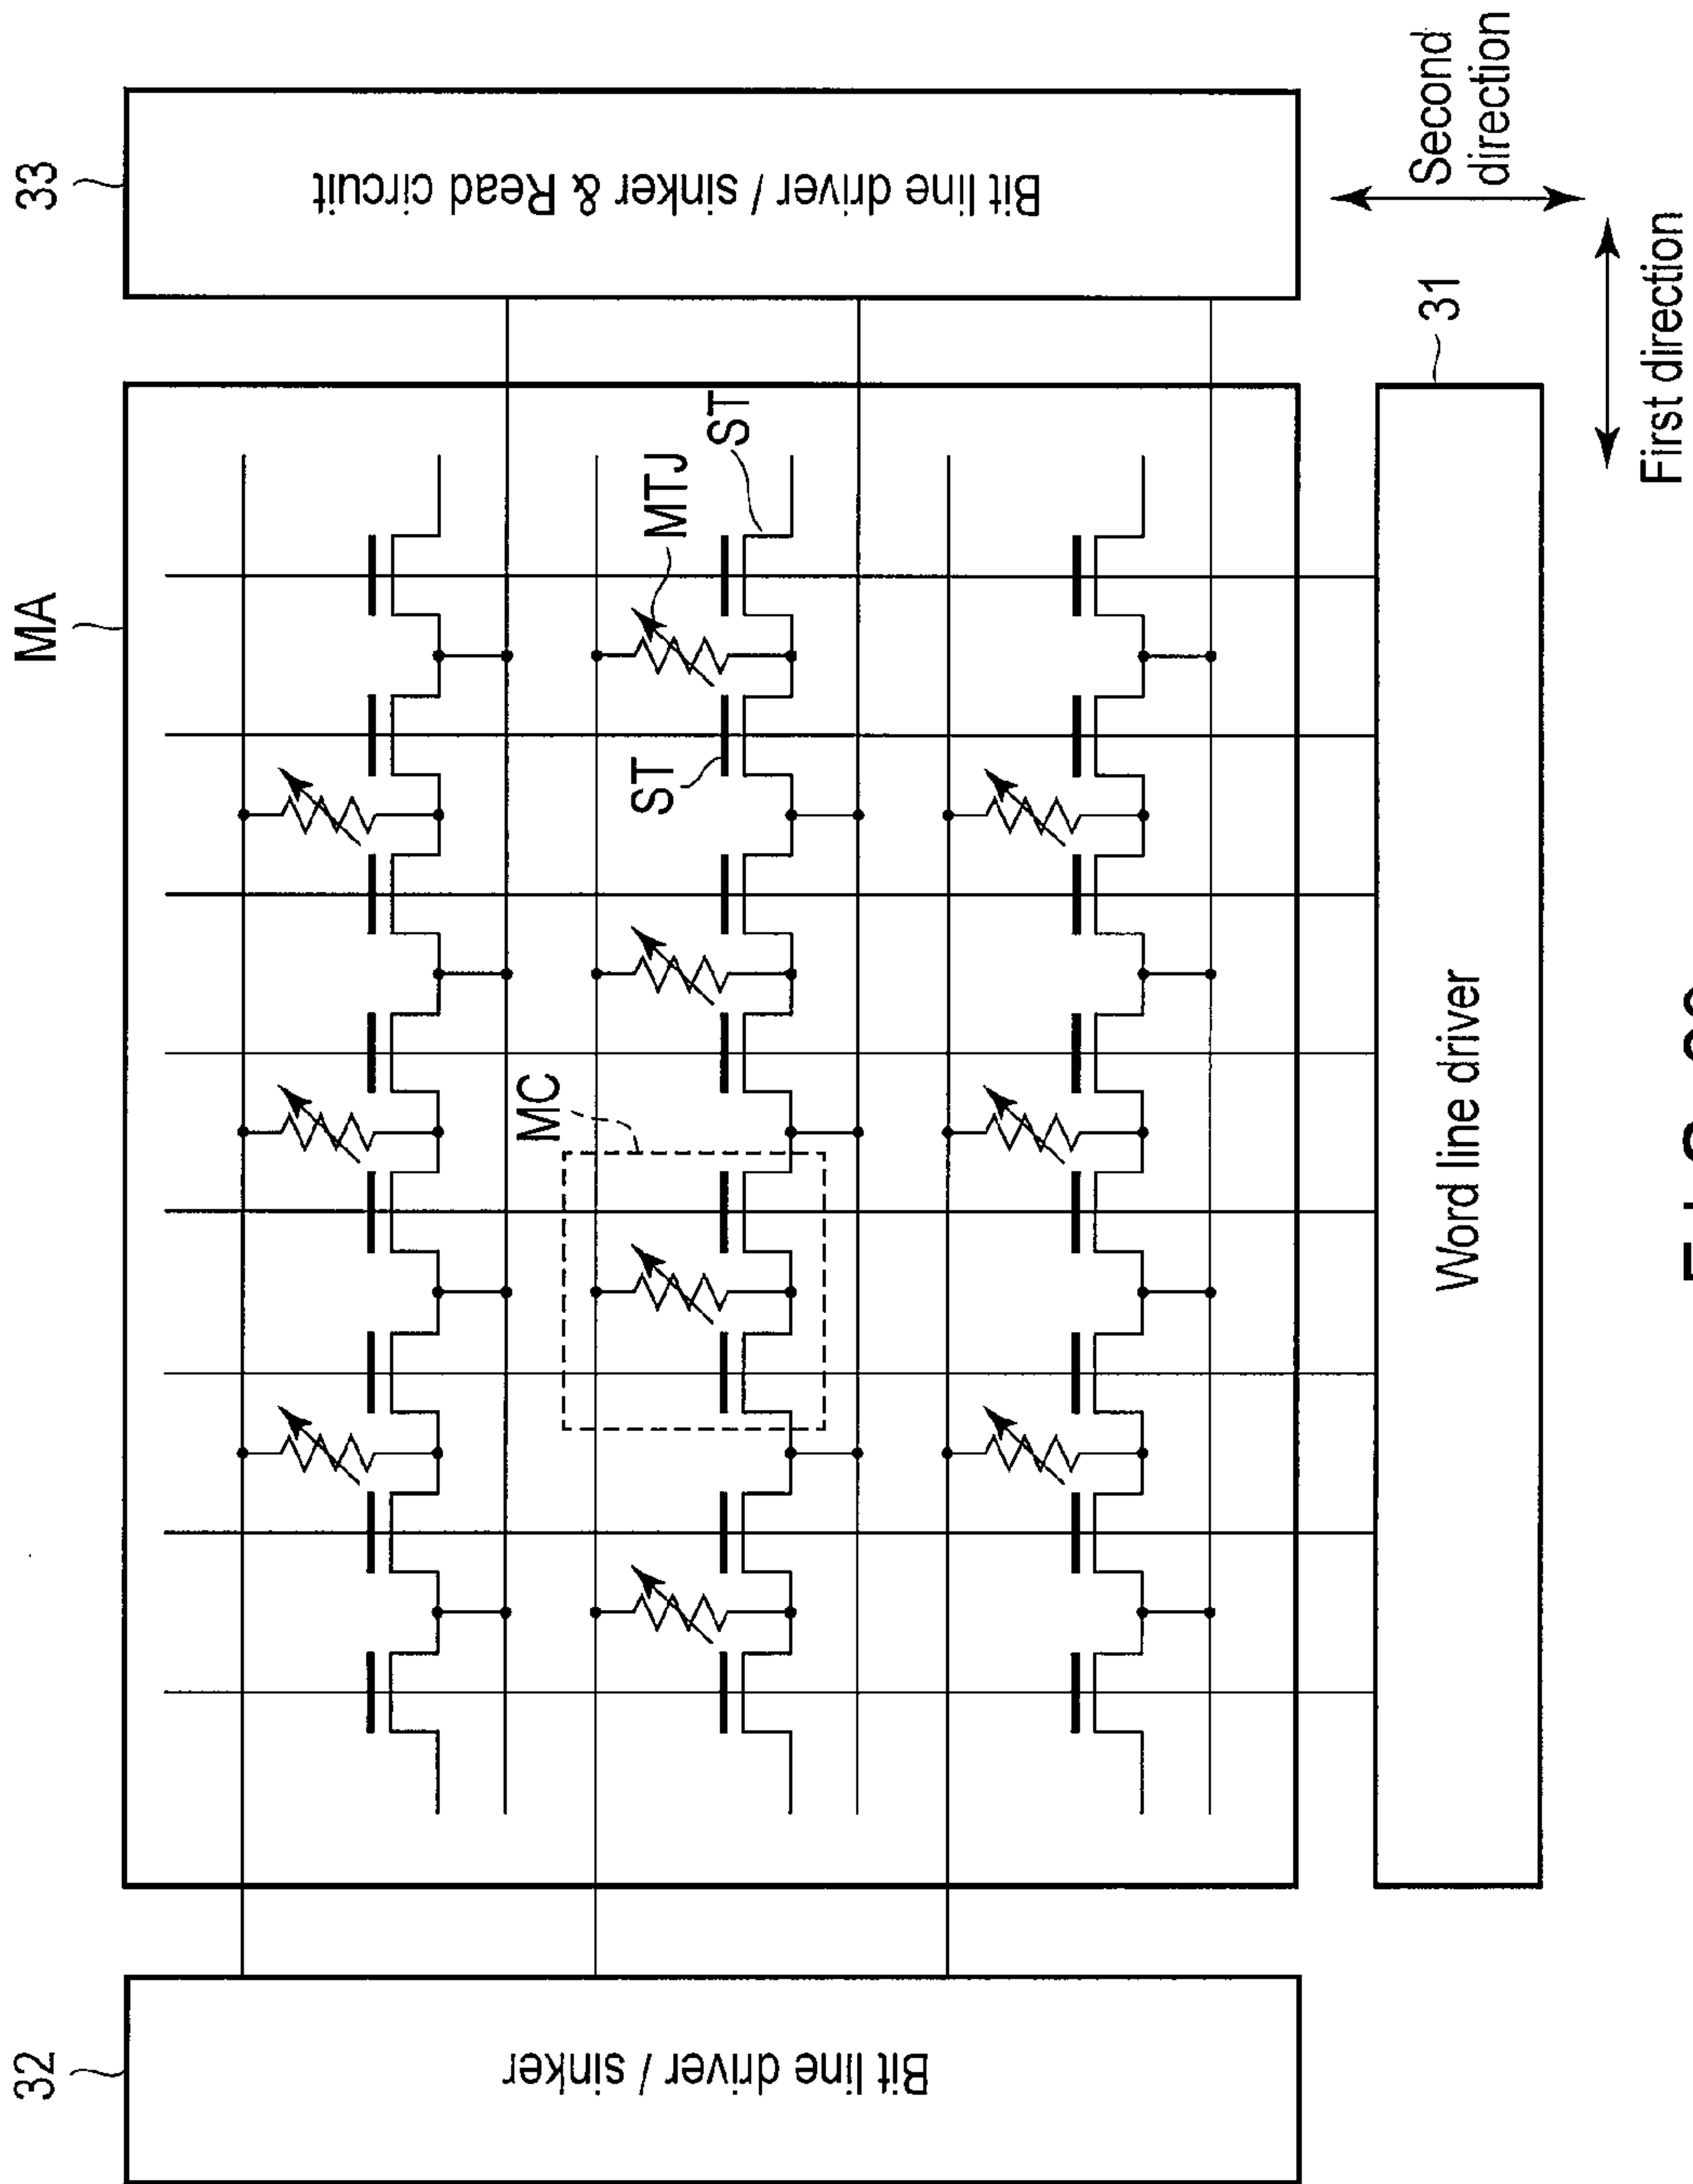 32
MA
33
Bit line driver / sinker
Bit line driver / sinker & Read circuit
MC
ST
MTJ
ST
Word line driver
31
First direction
Second
direction